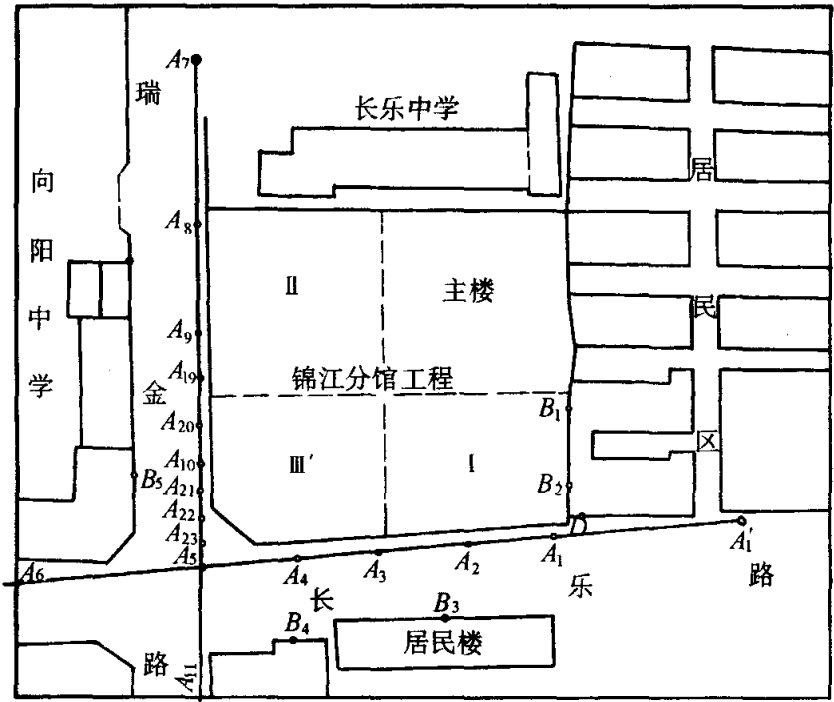 A₇
瑞
长乐中学
向
阳
中
学
居
A₈
Ⅱ
主楼
民
A₉
A₁₉
锦江分馆工程
金
A₂₀
B₁
区
A₁₀
Ⅲ′
Ⅰ
B₅
A₂₁
B₂
A₂₂
D
A₂₃
A₅
A₆
A₄
A₃
A₂
A₁
A₁′
长
乐
路
B₃
B₄
居民楼
路
A₁₁